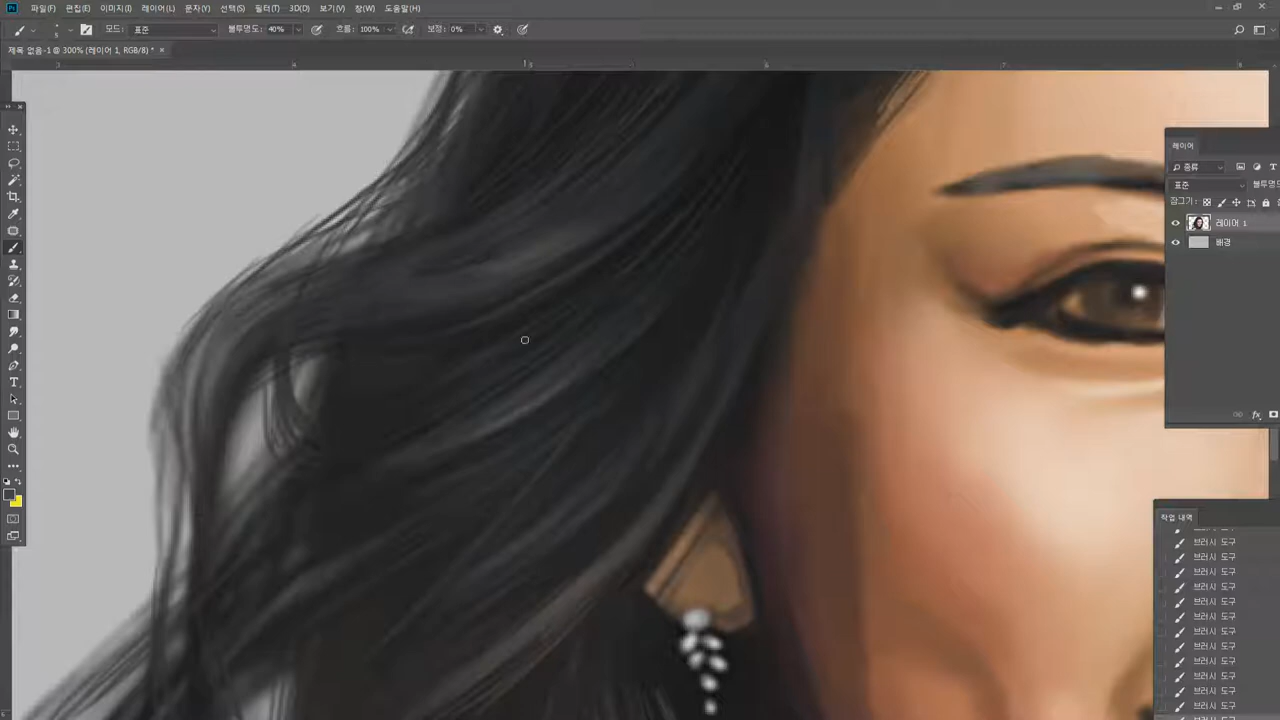 Ps 파일(F) 편집(E) 이미지(I) 레이어(L) 문자(Y) 선택(S) 필터(T) 3D(D) 보기(V) 창(W) 도움말(H)
모드: 표준 불투명도: 40% 흐름: 100% 보정: 0%
제목 없음-1 @ 300% (레이어 1, RGB/8) *
레이어
종류
표준 불투명도
잠그기:
레이어 1
배경
fx
작업 내역
브러시 도구
브러시 도구
브러시 도구
브러시 도구
브러시 도구
브러시 도구
브러시 도구
브러시 도구
브러시 도구
브러시 도구
브러시 도구
브러시 도구